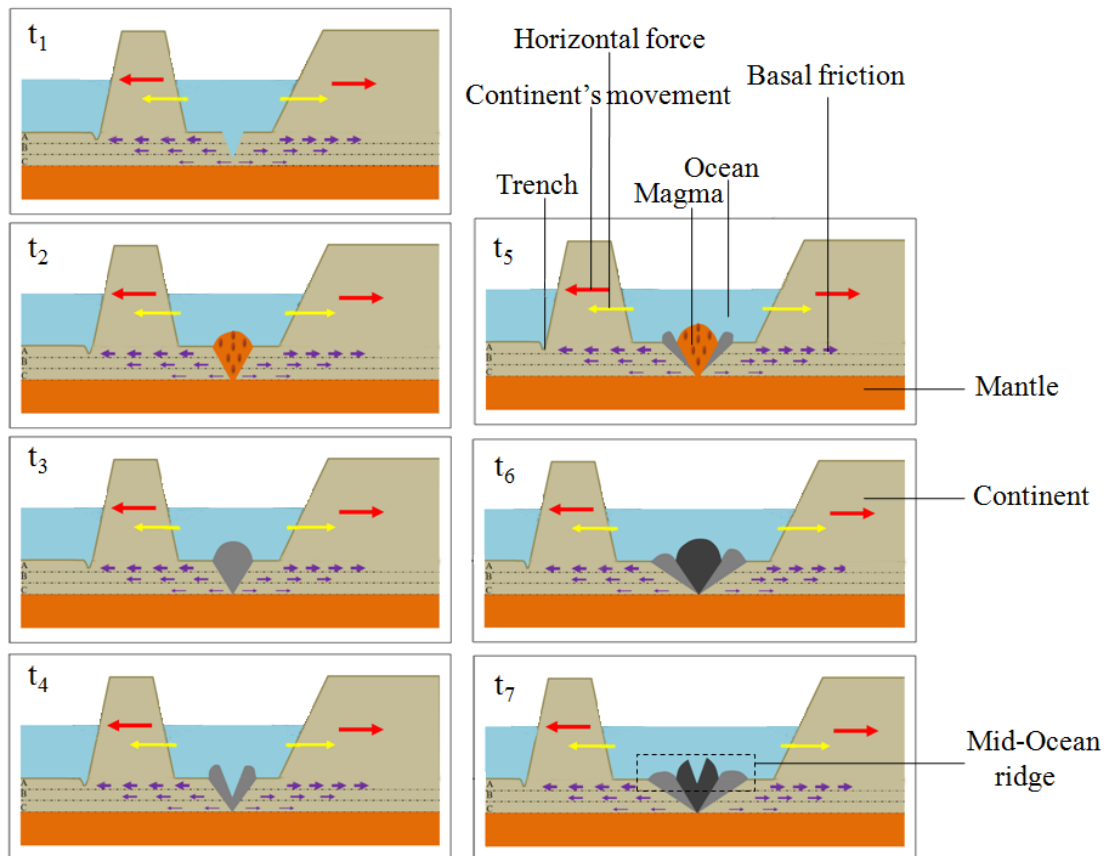 t1
A
B
C
t2
A
B
C
t3
A
B
C
t4
A
B
C
Horizontal force
Continent's movement
Basal friction
Ocean
Trench
Magma
t5
A
B
C
Mantle
t6
A
B
C
Continent
t7
A
B
C
Mid-Ocean
ridge